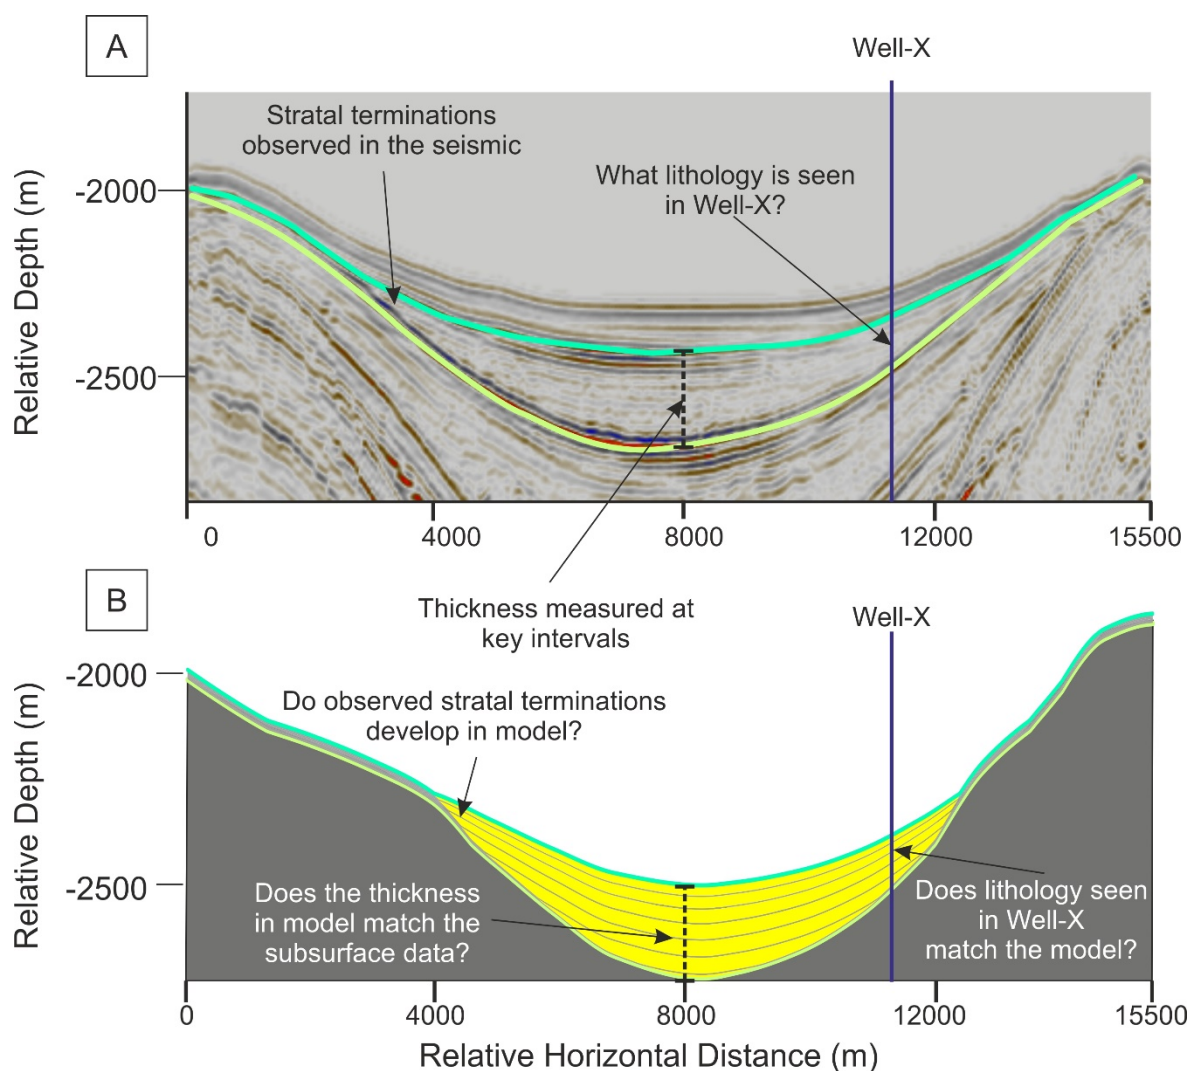 A
Well-X
Stratal terminations
observed in the seismic
What lithology is seen
in Well-X?
Relative Depth (m)
-2000
-2500
0 4000 8000 12000 15500
B
Thickness measured at
key intervals
Well-X
Relative Depth (m)
-2000
-2500
Do observed stratal terminations
develop in model?
Does the thickness
in model match the
subsurface data?
Does lithology seen
in Well-X
match the model?
0 4000 8000 12000 15500
Relative Horizontal Distance (m)